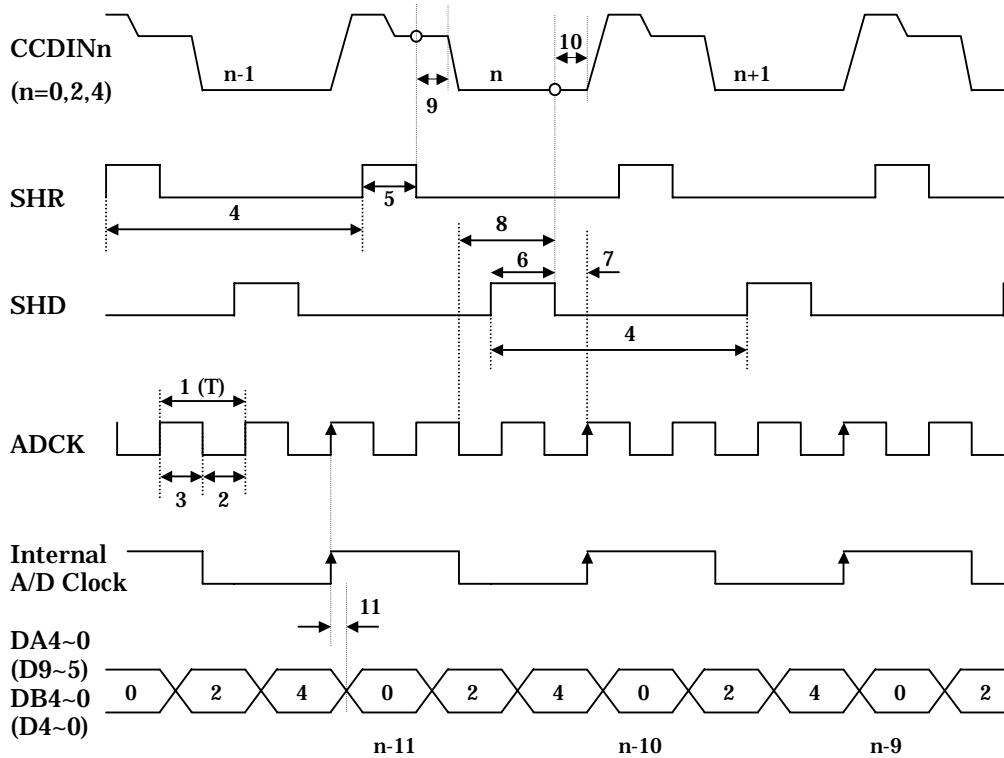 CCDINn
(n=0,2,4)
n-1
n
n+1
10
9
SHR
5
4
8
6
7
SHD
4
1 (T)
ADCK
3
2
Internal
A/D Clock
11
DA4~0
(D9~5)
DB4~0
(D4~0)
0 2 4 0 2 4 0 2 4 0 2
n-11 n-10 n-9